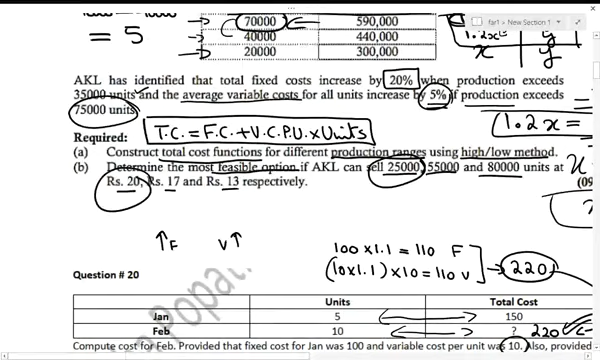 far1 > New Section 1
70000 590,000
= 5
40000 440,000
20000 300,000
1.2x y
x y
AKL has identified that total fixed costs increase by 20% when production exceeds
35000 units and the average variable costs for all units increase by 5% if production exceeds
75000 units
(1.2x =
Required:
T.C. = F.C. + V.C.P.U. x Units
(a) Construct total cost functions for different production ranges using high/low method.
(b) Determine the most feasible option if AKL can sell 25000, 55000 and 80000 units at
Rs. 20, Rs. 17 and Rs. 13 respectively.
↑F V↑
100 x 1.1 = 110 F
(10 x 1.1) x 10 = 110 V
220
Question # 20
Units Total Cost
Jan 5 150
Feb 10 ? 220
Compute cost for Feb. Provided that fixed cost for Jan was 100 and variable cost per unit was 10. Also, provided